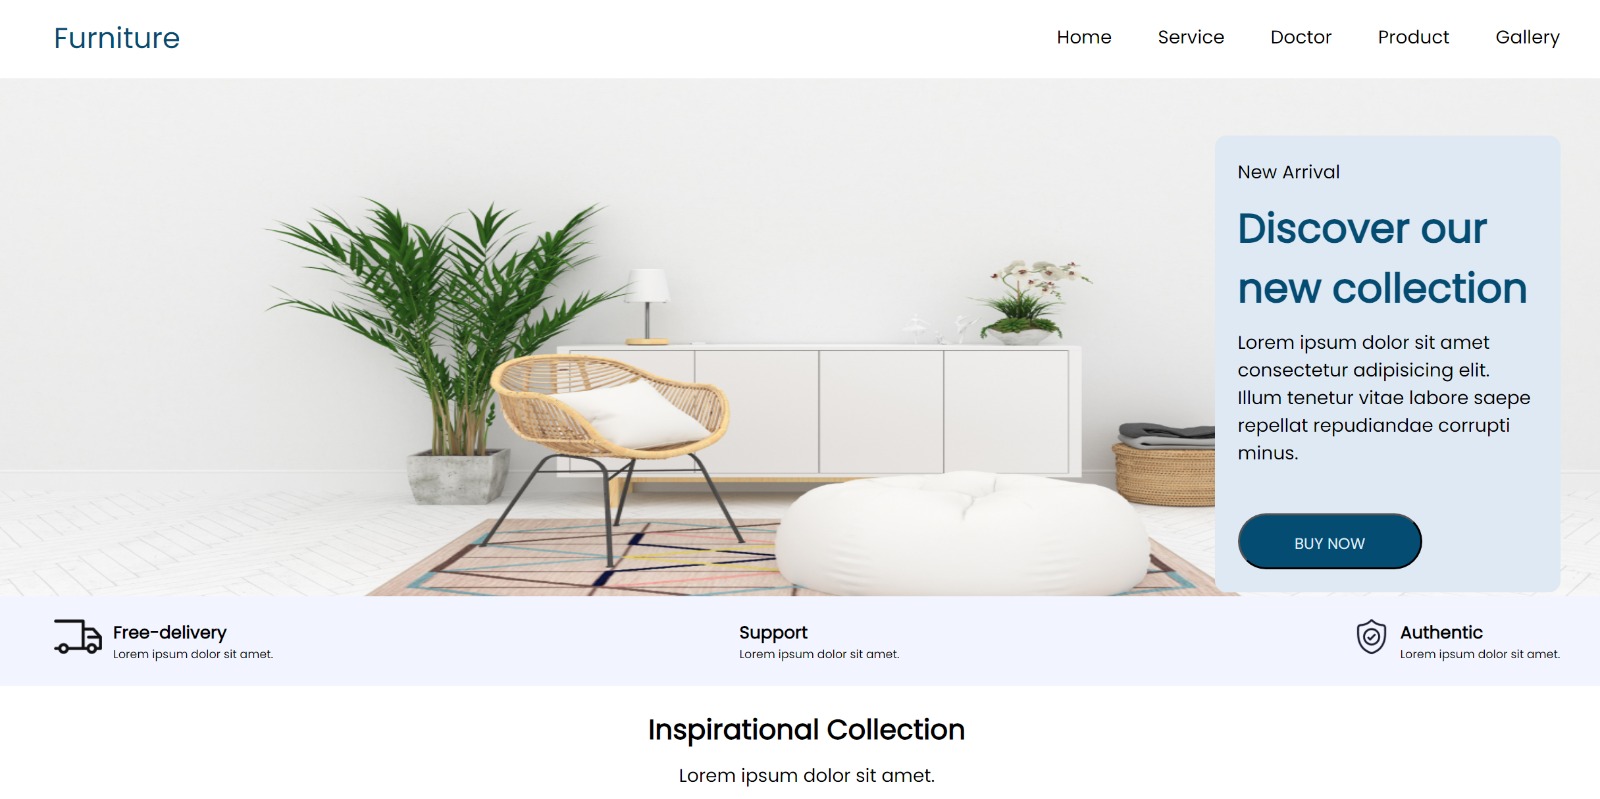 Furniture
Home Service Doctor Product Gallery
New Arrival
Discover our
new collection
Lorem ipsum dolor sit amet
consectetur adipisicing elit.
Illum tenetur vitae labore saepe
repellat repudiandae corrupti
minus.
BUY NOW
Free-delivery
Lorem ipsum dolor sit amet.
Support
Lorem ipsum dolor sit amet.
Authentic
Lorem ipsum dolor sit amet.
Inspirational Collection
Lorem ipsum dolor sit amet.